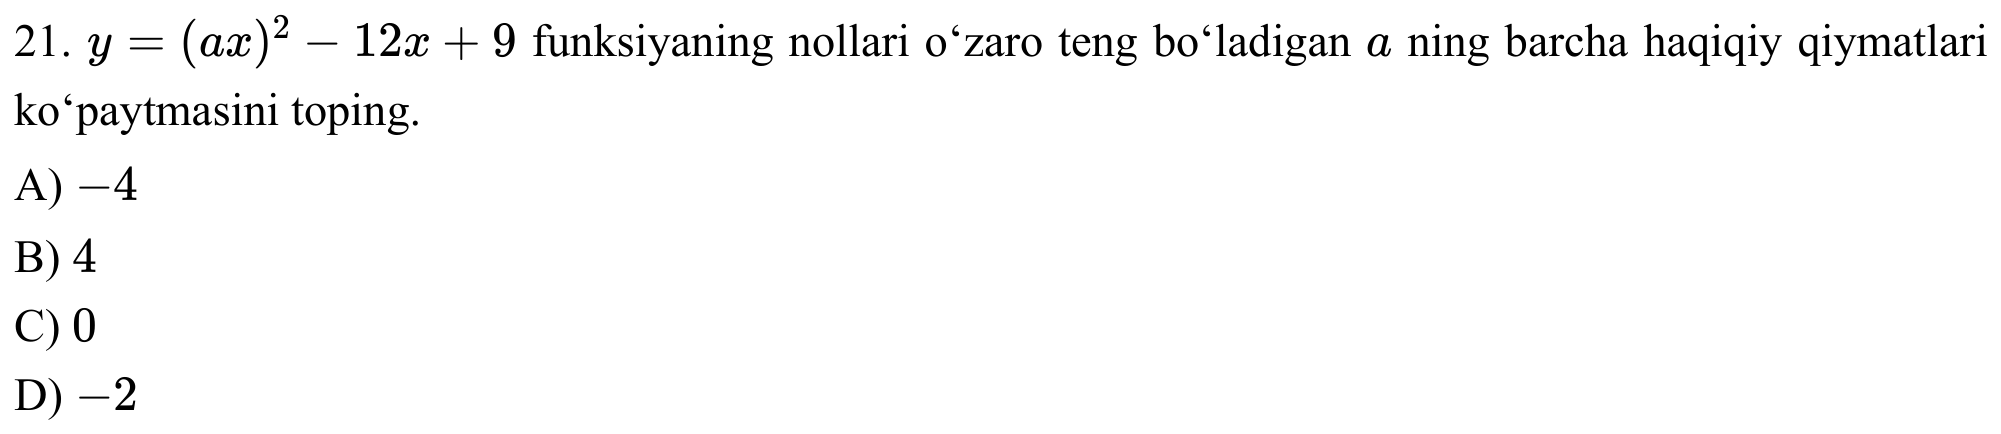 21. $y = (ax)^2 - 12x + 9$ funksiyaning nollari o‘zaro teng bo‘ladigan $a$ ning barcha haqiqiy qiymatlari
ko‘paytmasini toping.
A) $-4$
B) $4$
C) $0$
D) $-2$